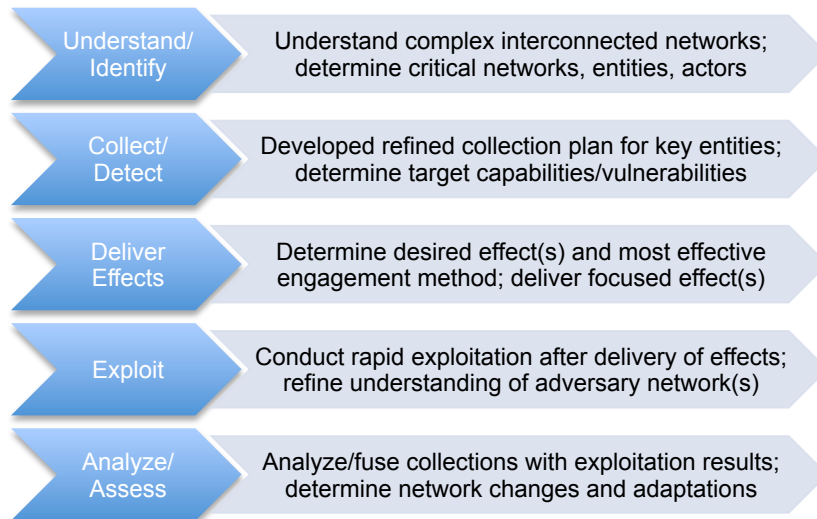 Understand/
Identify
Understand complex interconnected networks;
determine critical networks, entities, actors
Collect/
Detect
Developed refined collection plan for key entities;
determine target capabilities/vulnerabilities
Deliver
Effects
Determine desired effect(s) and most effective
engagement method; deliver focused effect(s)
Exploit
Conduct rapid exploitation after delivery of effects;
refine understanding of adversary network(s)
Analyze/
Assess
Analyze/fuse collections with exploitation results;
determine network changes and adaptations